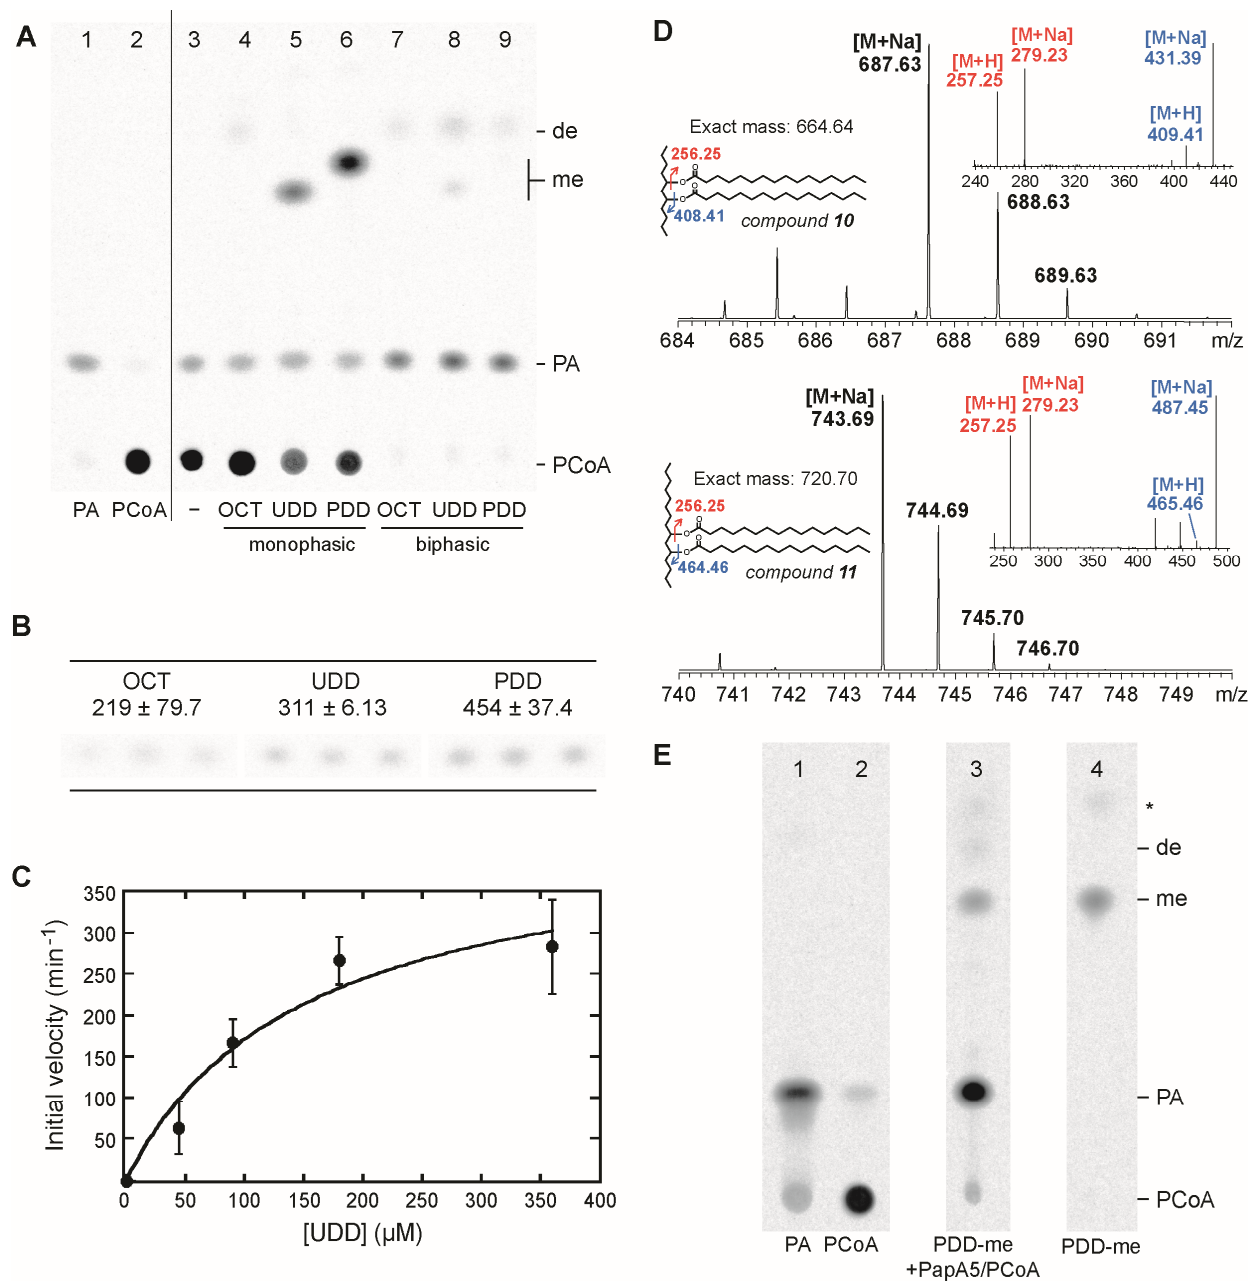 A
1 2 3 4 5 6 7 8 9
de
me
PA
PCoA
PA PCoA – OCT UDD PDD OCT UDD PDD
monophasic biphasic
B
OCT UDD PDD
219 ± 79.7 311 ± 6.13 454 ± 37.4
C
350
300
250
200
150
100
50
0 50 100 150 200 250 300 350 400
Initial velocity (min⁻¹)
[UDD] (µM)
D
[M+Na]
687.63
[M+H]
257.25
[M+Na]
279.23
[M+Na]
431.39
[M+H]
409.41
240 280 320 360 400 440
Exact mass: 664.64
256.25
O
O
O
O
408.41
compound 10
688.63
689.63
684 685 686 687 688 689 690 691 m/z
[M+Na]
743.69
[M+H]
257.25
[M+Na]
279.23
[M+Na]
487.45
[M+H]
465.46
250 300 350 400 450 500
Exact mass: 720.70
256.25
O
O
O
O
464.46
compound 11
744.69
745.70
746.70
740 741 742 743 744 745 746 747 748 749 m/z
E
1 2 3 4
*
de
me
PA
PCoA
PA PCoA PDD-me PDD-me
+PapA5/PCoA